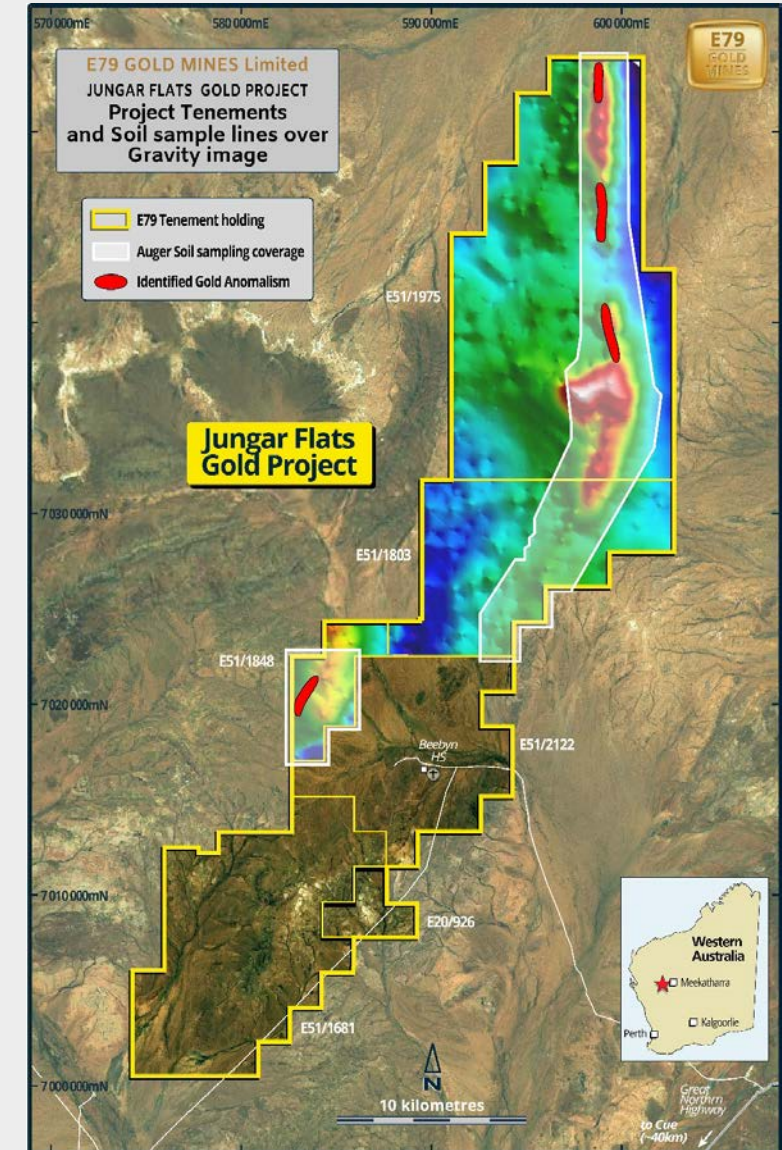 570 000mE
580 000mE
590 000mE
600 000mE
E79 GOLD MINES Limited
JUNGAR FLATS GOLD PROJECT
Project Tenements
and Soil sample lines over
Gravity image
E79
GOLD
MINES
E79 Tenement holding
Auger Soil sampling coverage
Identified Gold Anomalism
E51/1975
Jungar Flats
Gold Project
7 030 000mN
E51/1803
E51/1848
7 020 000mN
E51/2122
Beebyn
HS
7 010 000mN
E20/926
Western
Australia
Meekatharra
Kalgoorlie
Perth
E51/1681
7 000 000mN
N
10 kilometres
Great
Northrn
Highway
to Cue
(~40km)